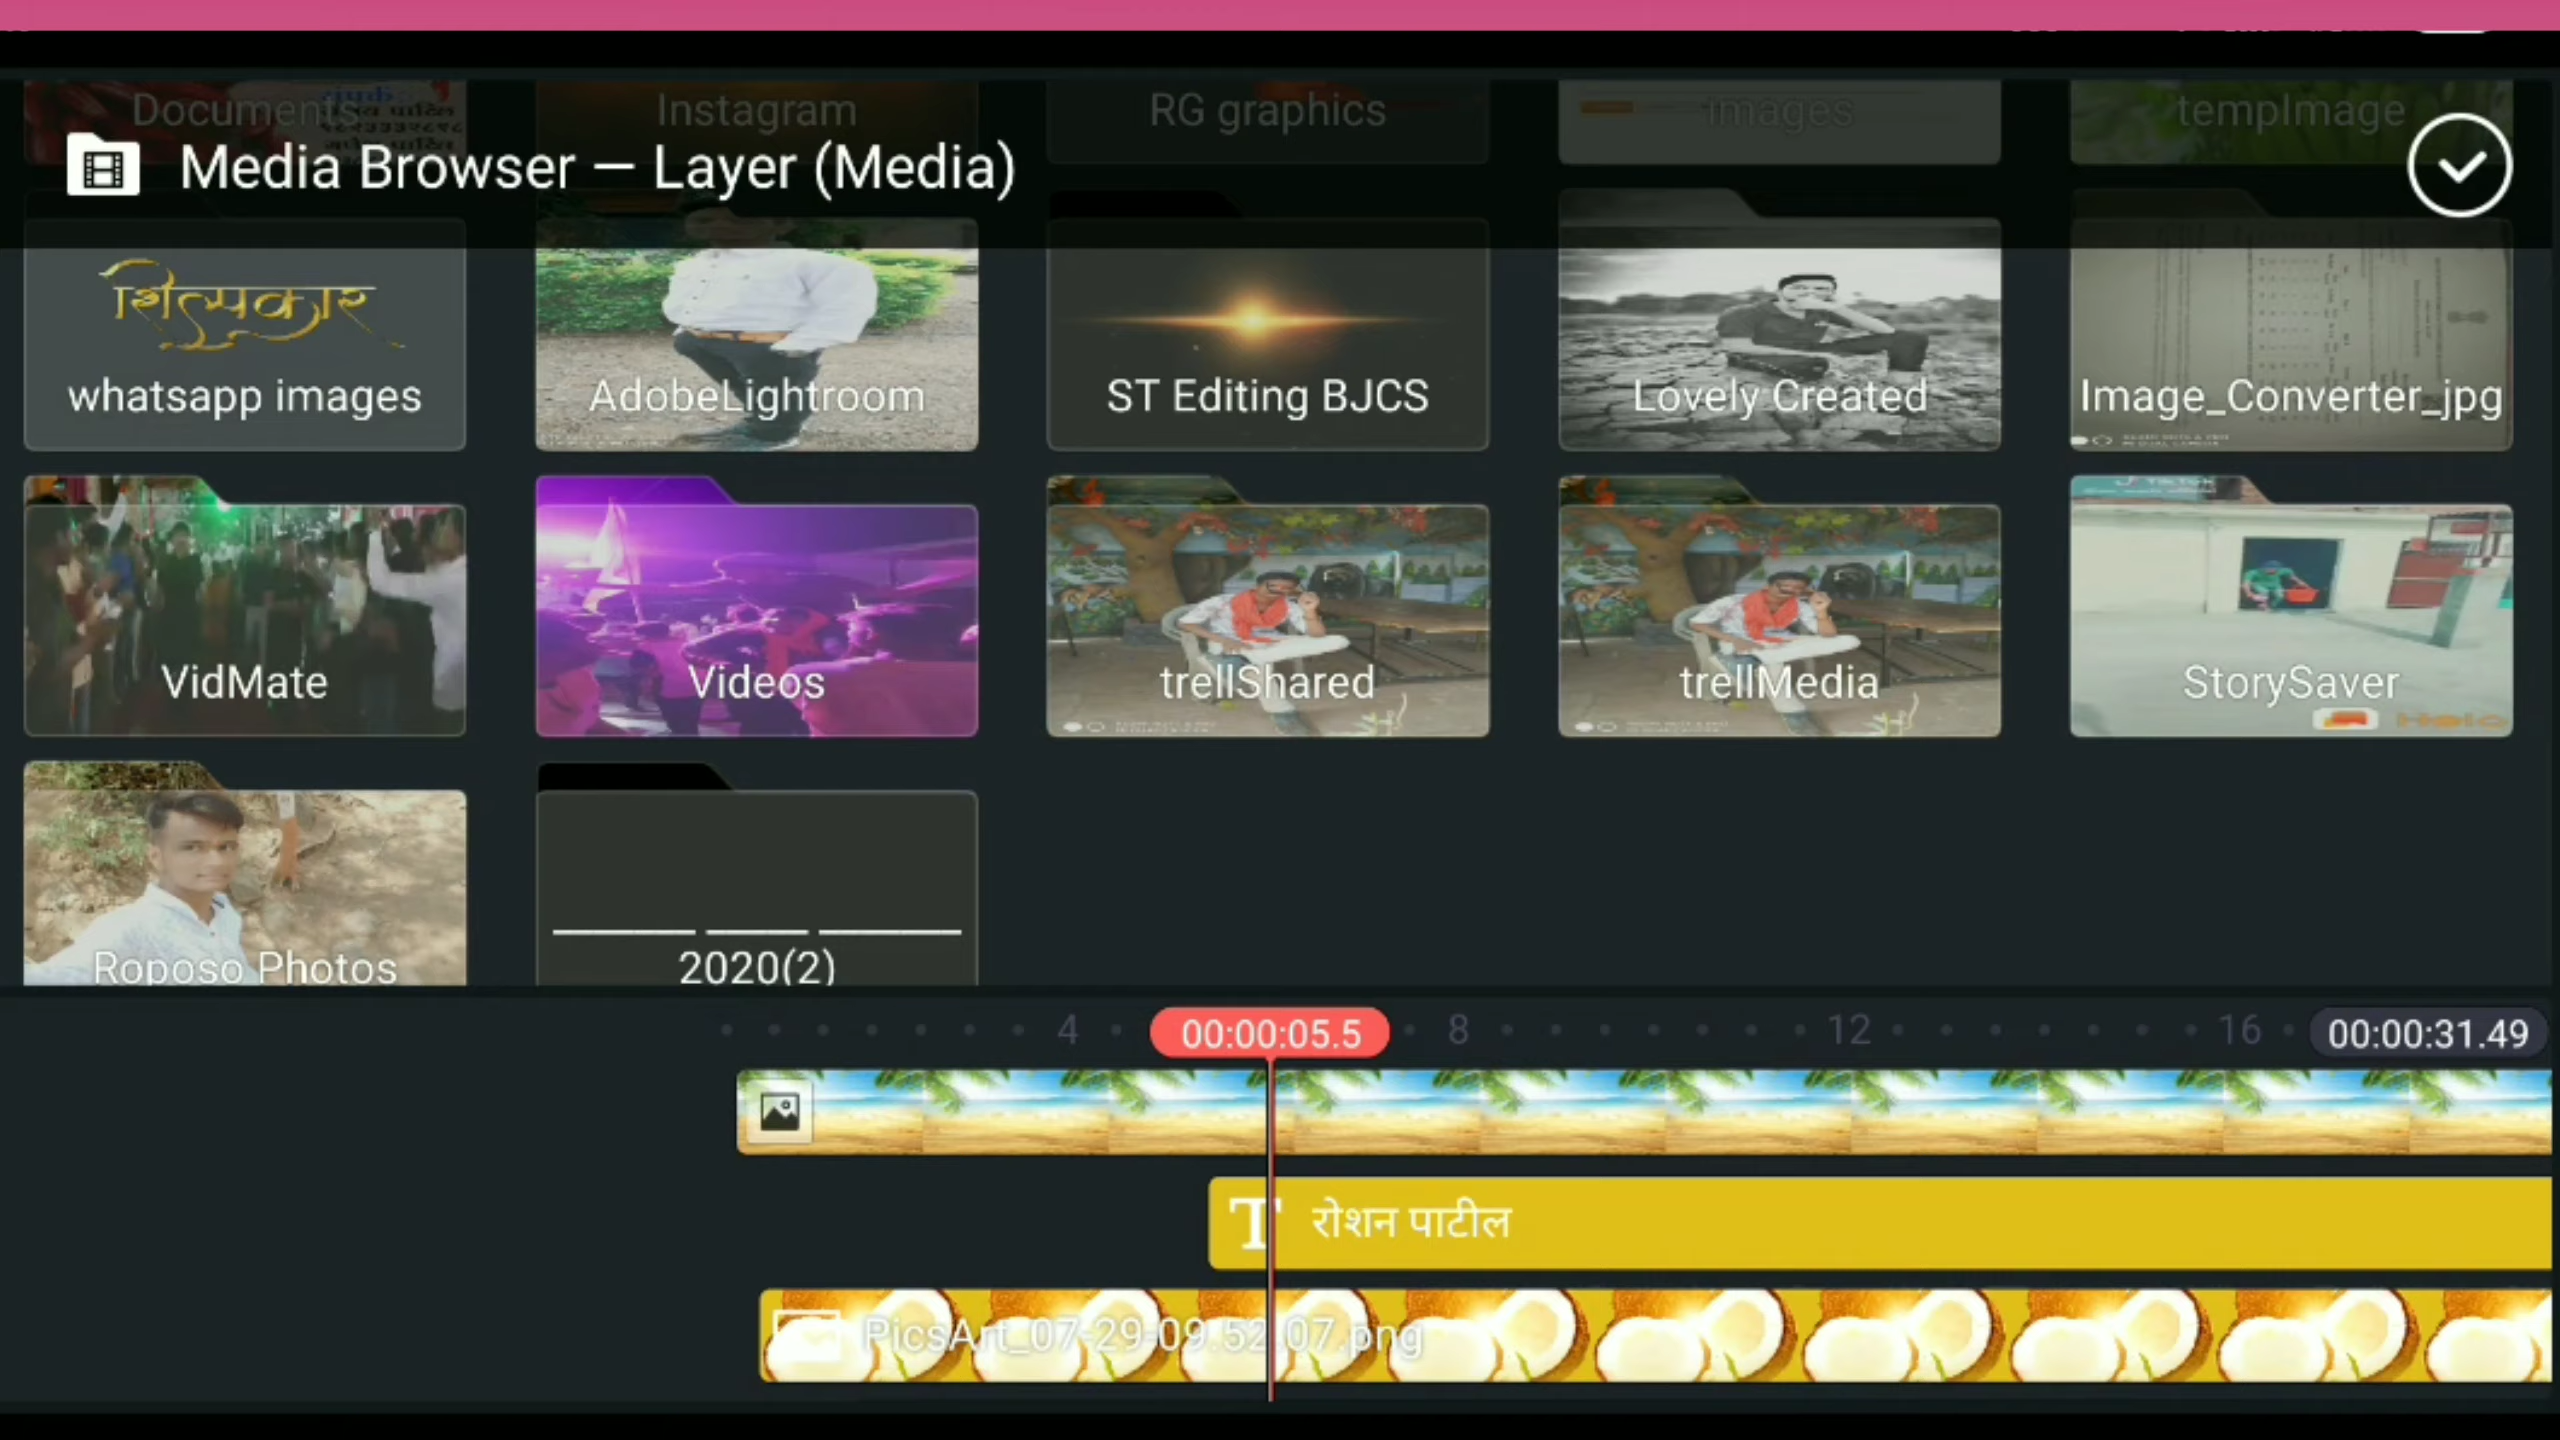 Documents
Instagram
RG graphics
images
tempImage
Media Browser — Layer (Media)
शिल्पकार
whatsapp images
AdobeLightroom
ST Editing BJCS
Lovely Created
Image_Converter_jpg
VidMate
Videos
trellShared
trellMedia
StorySaver
Helo
Roposo Photos
2020(2)
4
00:00:05.5
8
12
16
00:00:31.49
रोशन पाटील
PicsArt_07-29-09.52.07.png